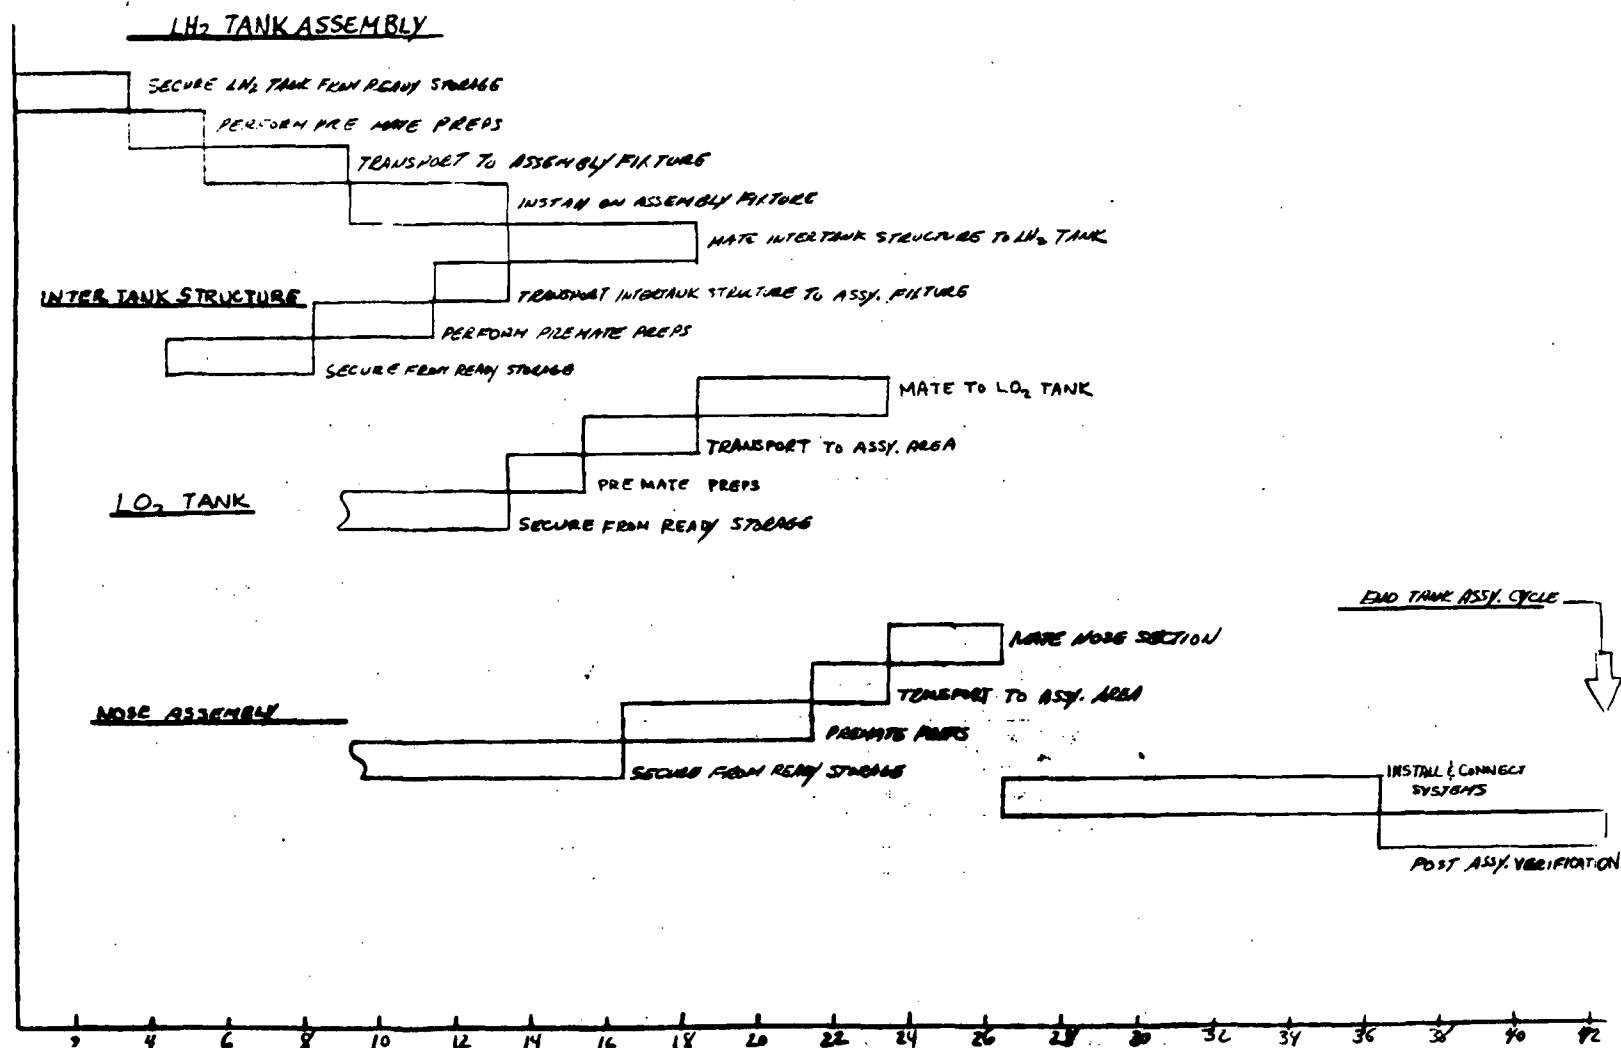 LH₂ TANK ASSEMBLY
SECURE LH₂ TANK FROM READY STORAGE
PERFORM PRE MATE PREPS
TRANSPORT TO ASSEMBLY FIXTURE
INSTALL ON ASSEMBLY FIXTURE
MATE INTERTANK STRUCTURE TO LH₂ TANK
INTER TANK STRUCTURE
TRANSPORT INTERTANK STRUCTURE TO ASSY. FIXTURE
PERFORM PREMATE PREPS
SECURE FROM READY STORAGE
MATE TO LO₂ TANK
TRANSPORT TO ASSY. AREA
PRE MATE PREPS
LO₂ TANK
SECURE FROM READY STORAGE
END TANK ASSY. CYCLE
MATE NOSE SECTION
TRANSPORT TO ASSY. AREA
NOSE ASSEMBLY
PREMATE PREPS
SECURE FROM READY STORAGE
INSTALL & CONNECT
SYSTEMS
POST ASSY. VERIFICATION
2 4 6 8 10 12 14 16 18 20 22 24 26 28 30 32 34 36 38 40 42